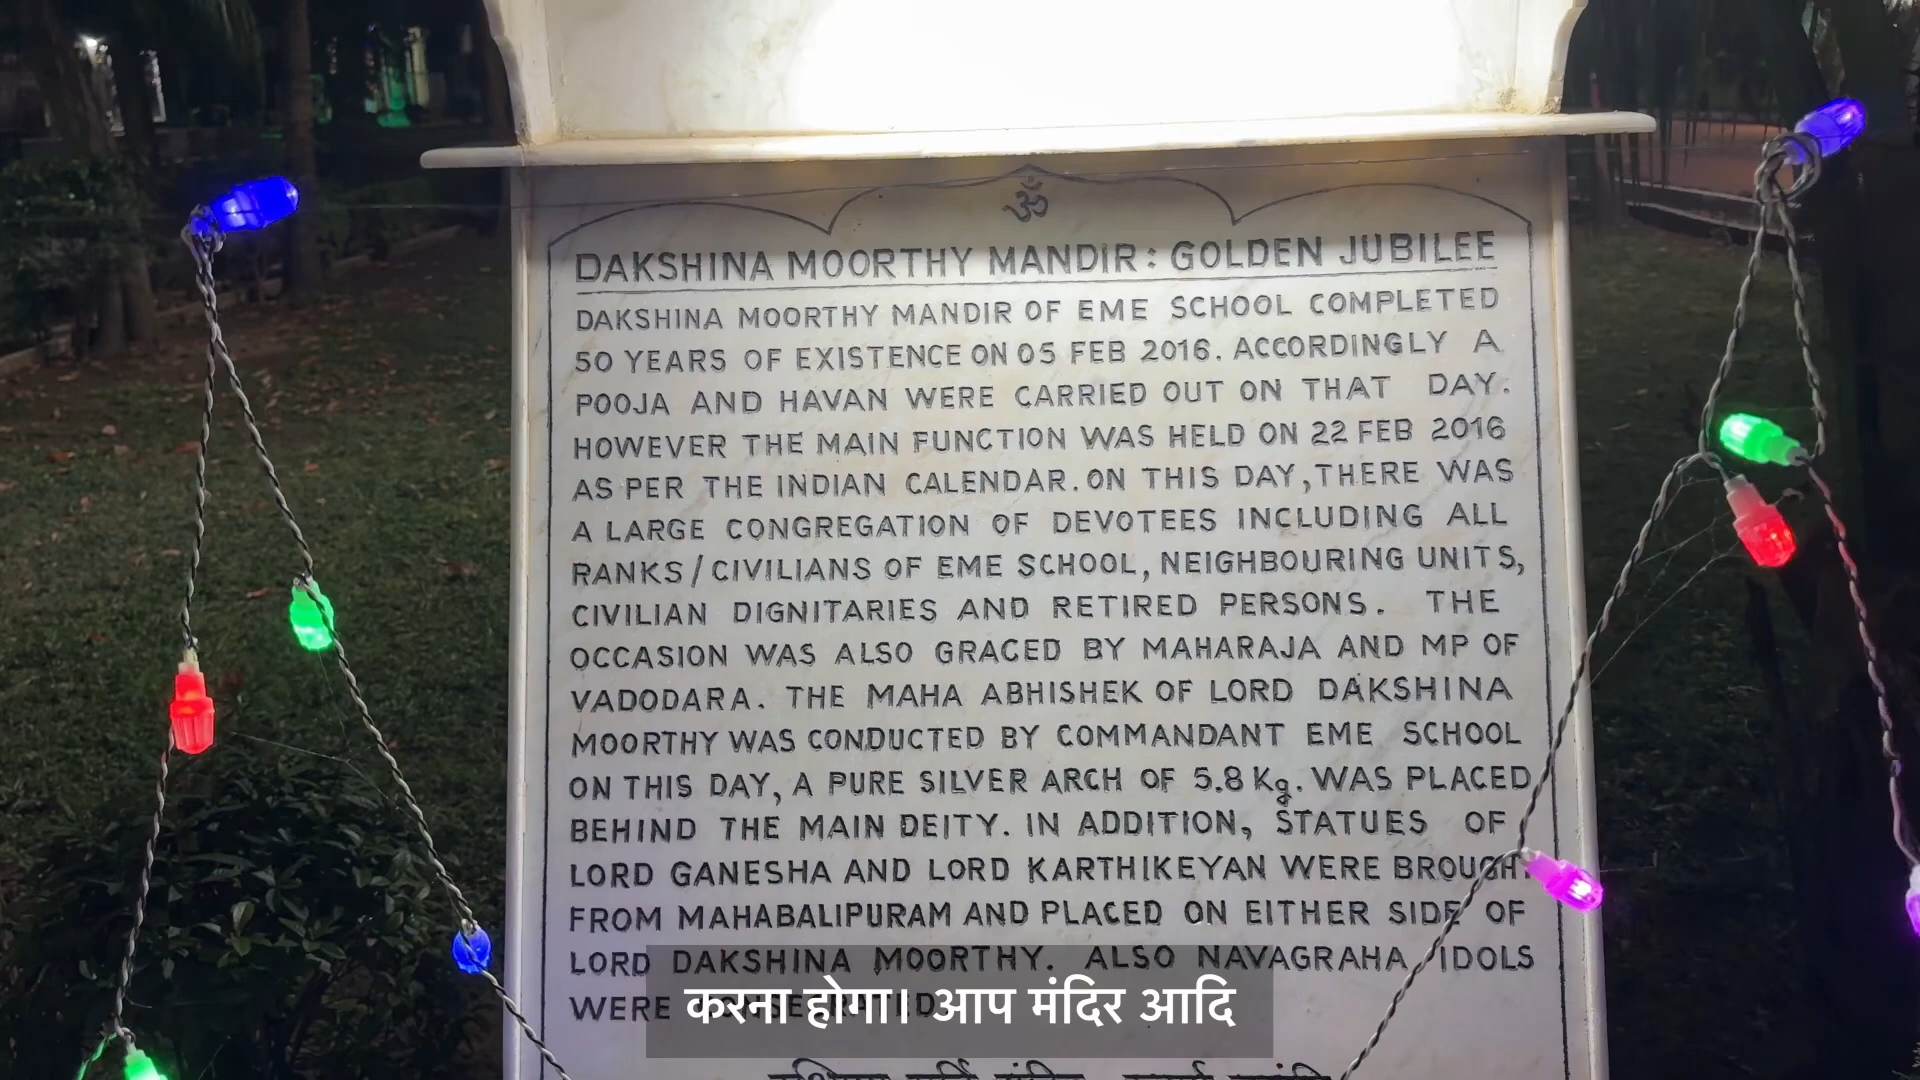 ॐ
DAKSHINA MOORTHY MANDIR: GOLDEN JUBILEE
DAKSHINA MOORTHY MANDIR OF EME SCHOOL COMPLETED
50 YEARS OF EXISTENCE ON 05 FEB 2016. ACCORDINGLY A
POOJA AND HAVAN WERE CARRIED OUT ON THAT DAY.
HOWEVER THE MAIN FUNCTION WAS HELD ON 22 FEB 2016
AS PER THE INDIAN CALENDAR. ON THIS DAY, THERE WAS
A LARGE CONGREGATION OF DEVOTEES INCLUDING ALL
RANKS/CIVILIANS OF EME SCHOOL, NEIGHBOURING UNITS,
CIVILIAN DIGNITARIES AND RETIRED PERSONS. THE
OCCASION WAS ALSO GRACED BY MAHARAJA AND MP OF
VADODARA. THE MAHA ABHISHEK OF LORD DAKSHINA
MOORTHY WAS CONDUCTED BY COMMANDANT EME SCHOOL
ON THIS DAY, A PURE SILVER ARCH OF 5.8 Kg. WAS PLACED
BEHIND THE MAIN DEITY. IN ADDITION, STATUES OF
LORD GANESHA AND LORD KARTHIKEYAN WERE BROUGHT
FROM MAHABALIPURAM AND PLACED ON EITHER SIDE OF
LORD DAKSHINA MOORTHY. ALSO NAVAGRAHA IDOLS
WERE
करना होगा। आप मंदिर आदि